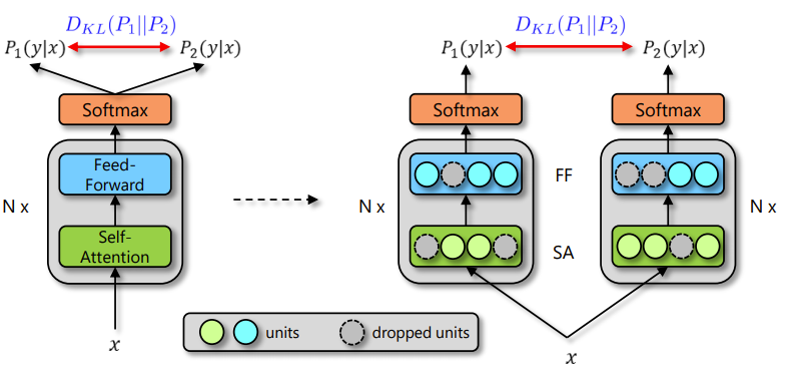 D_{KL}(P_1||P_2)
P_1(y|x) P_2(y|x)
Softmax
Feed-
Forward
N x
Self-
Attention
x
D_{KL}(P_1||P_2)
P_1(y|x) P_2(y|x)
Softmax Softmax
FF
N x N x
SA
x
units dropped units